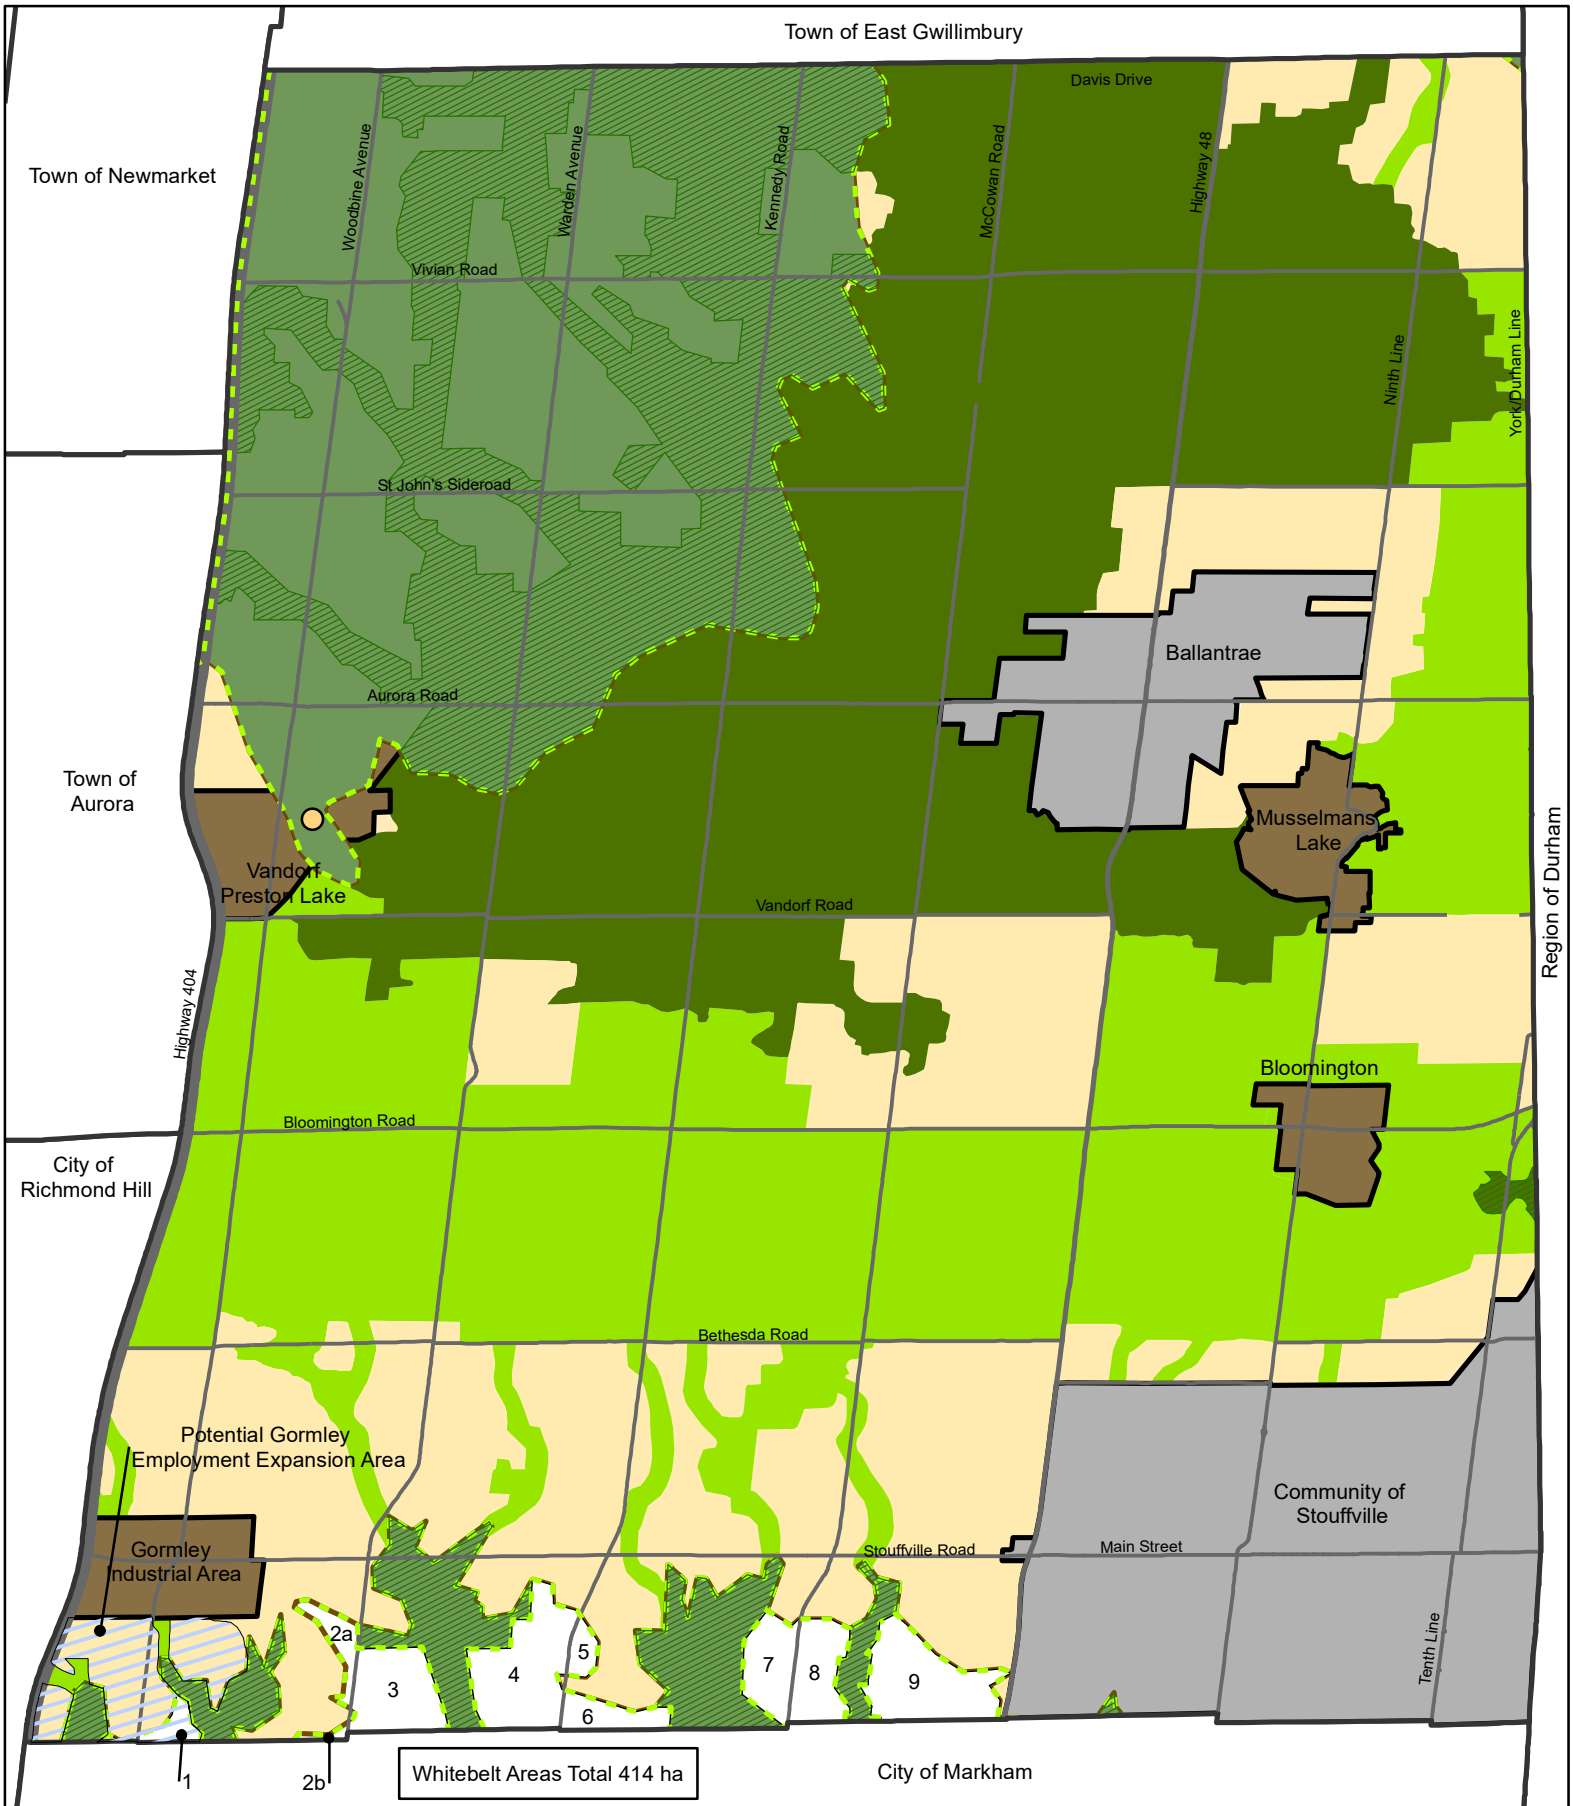 Town of East Gwillimbury
Davis Drive
Town of Newmarket
Woodbine Avenue
Warden Avenue
Kennedy Road
McCowan Road
Highway 48
Vivian Road
Ninth Line
York/Durham Line
St John's Sideroad
Ballantrae
Aurora Road
Town of
Aurora
Musselmans
Lake
Vandorf
Preston Lake
Vandorf Road
Region of Durham
Highway 404
Bloomington
Bloomington Road
City of
Richmond Hill
Bethesda Road
Potential Gormley
Employment Expansion Area
Community of
Stouffville
Gormley
Industrial Area
Stouffville Road
Main Street
Tenth Line
2a
3
4
5
6
7
8
9
1
2b
Whitebelt Areas Total 414 ha
City of Markham